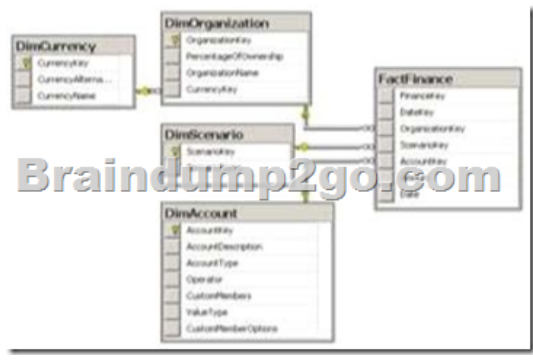 DimCurrency
CurrencyKey
CurrencyAlterna...
CurrencyName
DimOrganization
OrganizationKey
PercentageOfOwnership
OrganizationName
CurrencyKey
DimScenario
ScenarioKey
DimAccount
AccountKey
AccountDescription
AccountType
Operator
CustomMembers
ValueType
CustomMemberOptions
FactFinance
FinanceKey
DateKey
OrganizationKey
ScenarioKey
AccountKey
Date
Braindump2go.com